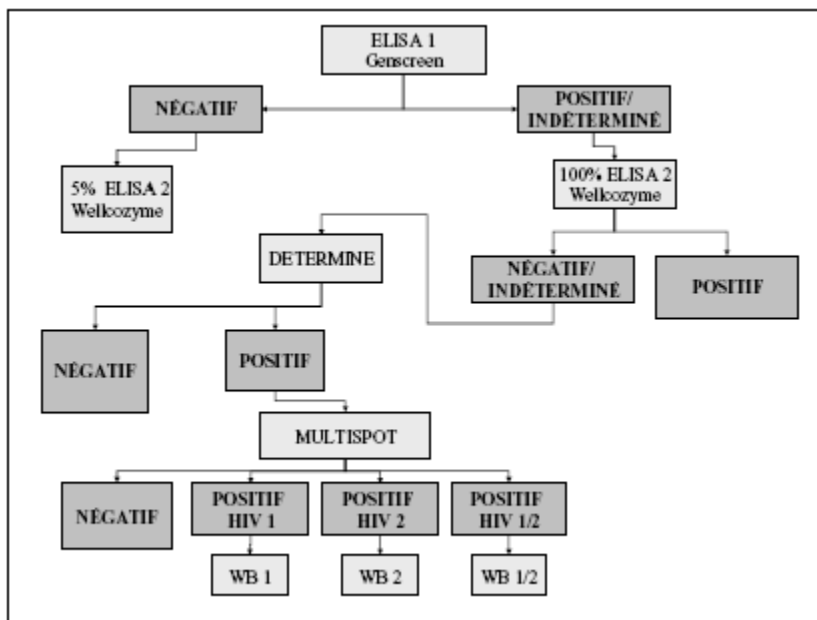 ELISA 1
Genscreen
NÉGATIF
POSITIF/
INDÉTERMINÉ
5% ELISA 2
Wellcozyme
100% ELISA 2
Wellcozyme
DETERMINE
NÉGATIF/
INDÉTERMINÉ
POSITIF
NÉGATIF
POSITIF
MULTISPOT
NÉGATIF
POSITIF
HIV 1
POSITIF
HIV 2
POSITIF
HIV 1/2
WB 1
WB 2
WB 1/2